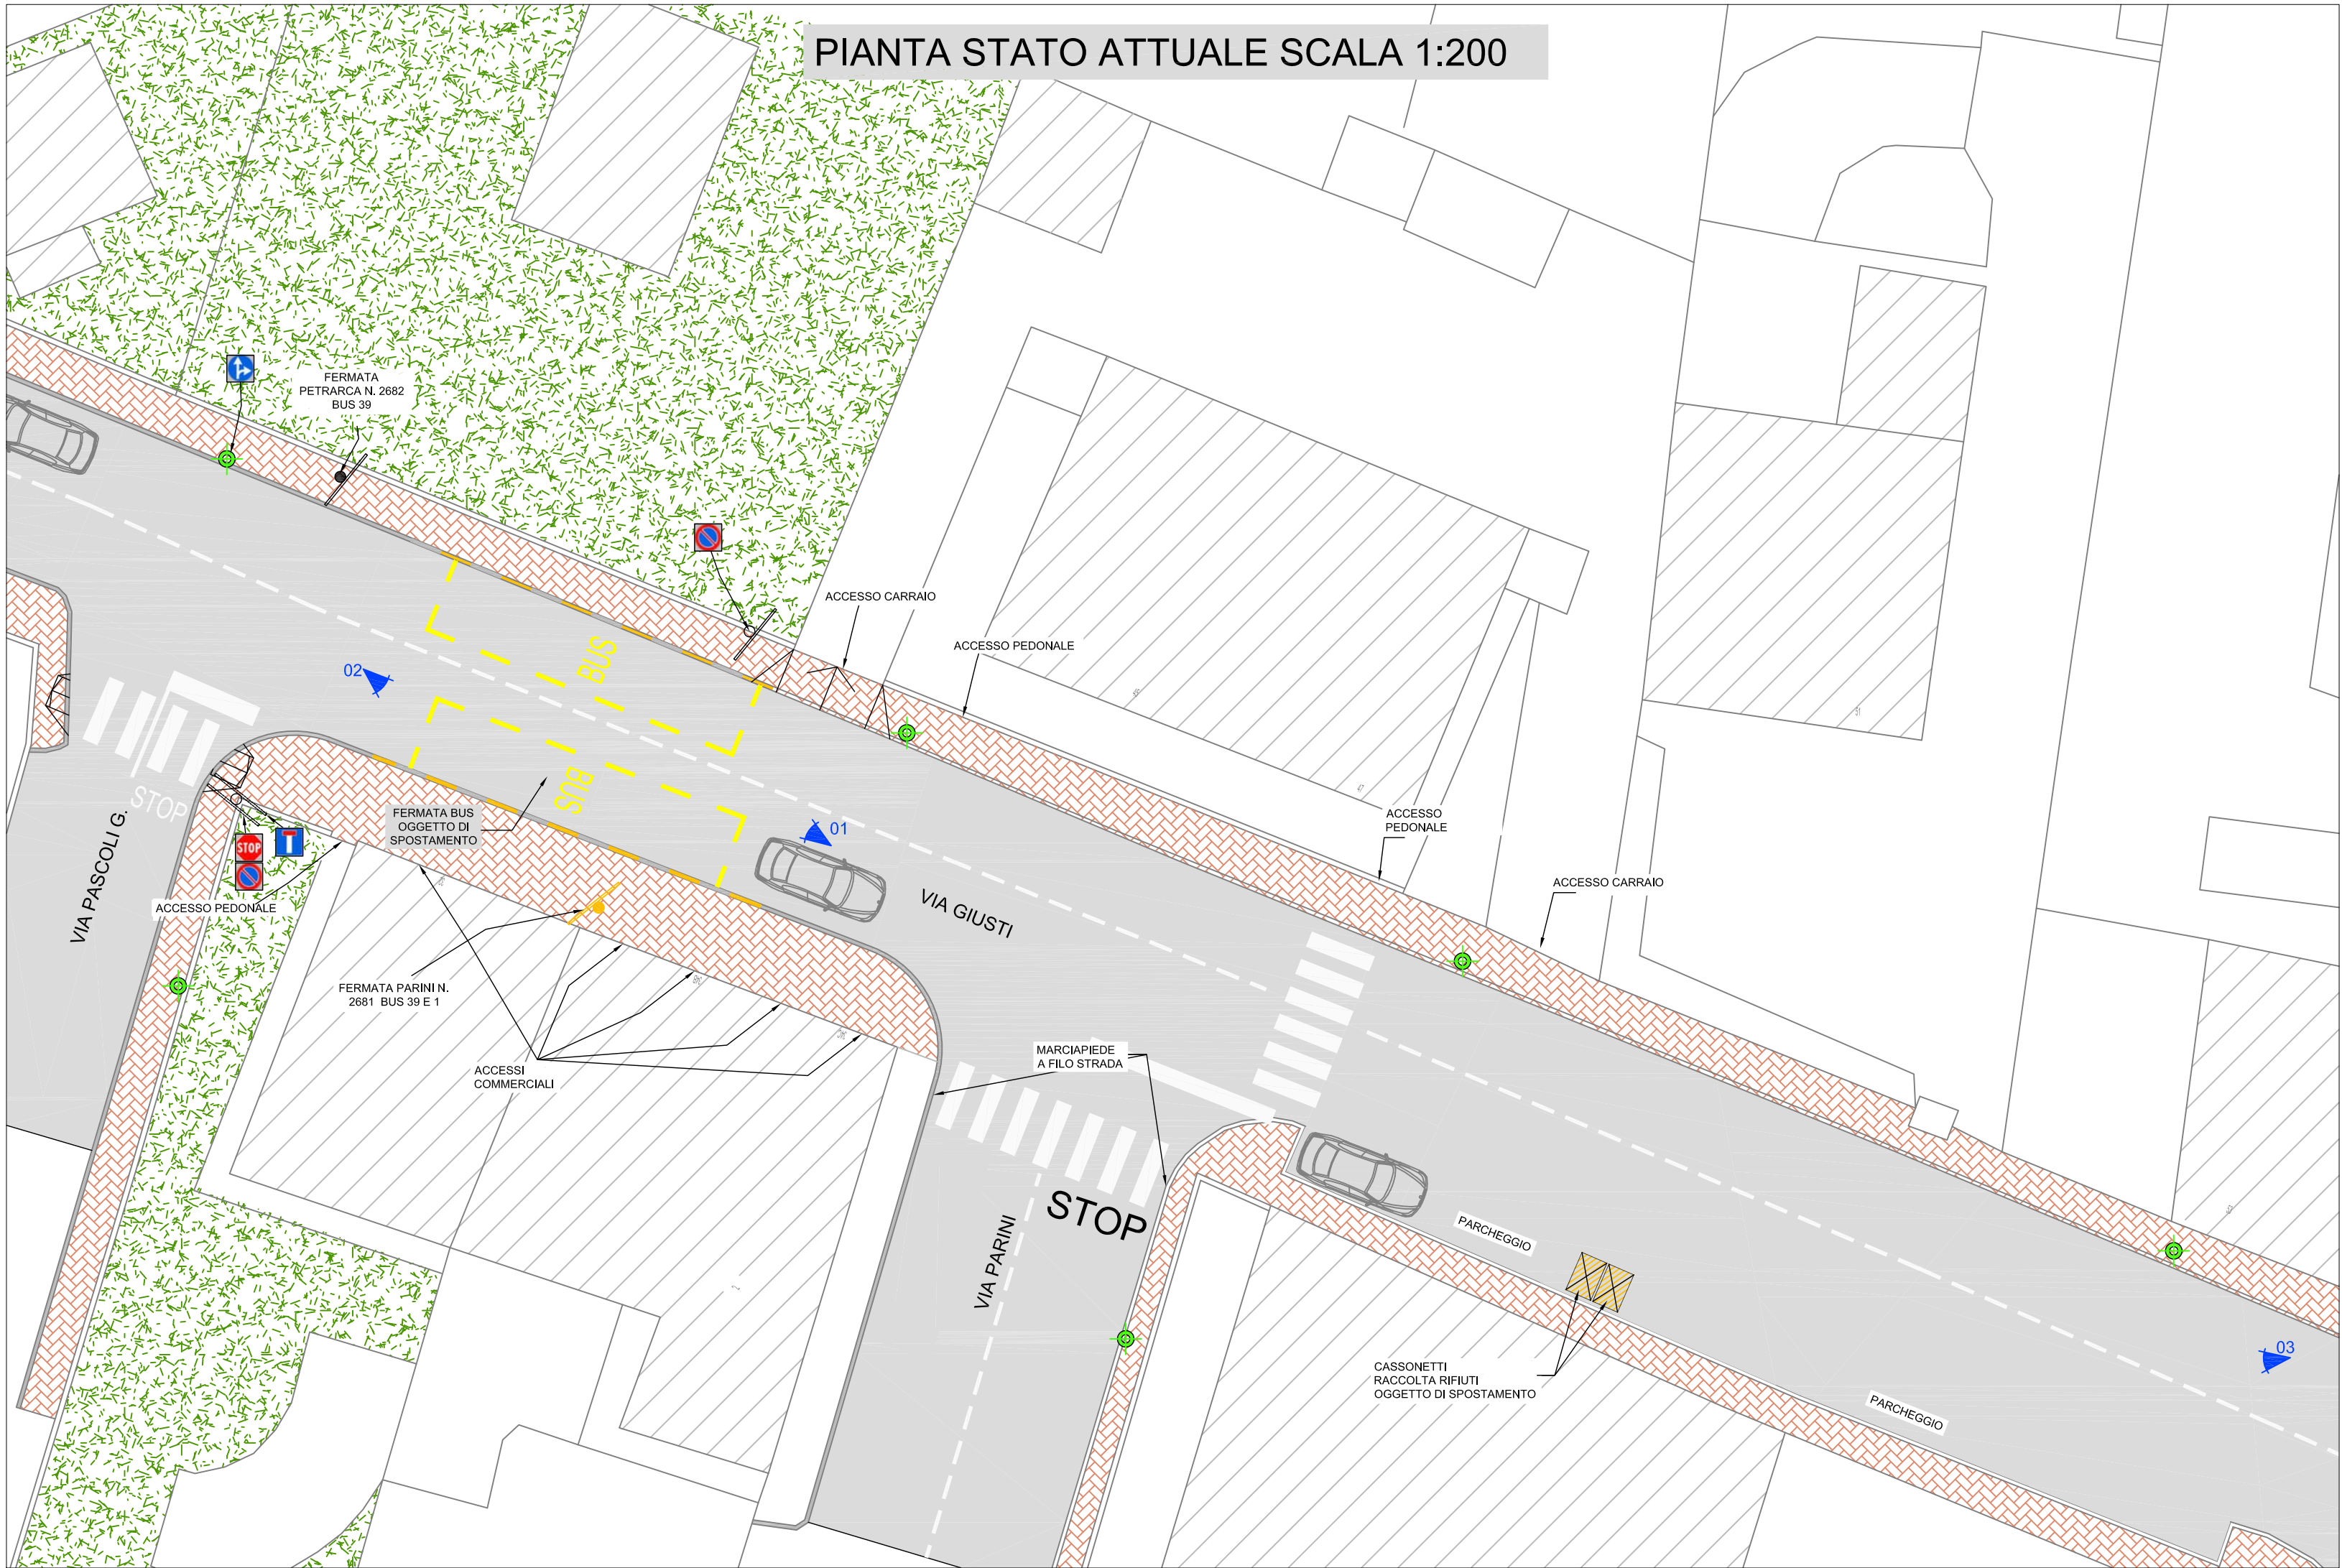 PIANTA STATO ATTUALE SCALA 1:200
FERMATA
PETRARCA N. 2682
BUS 39
ACCESSO CARRAIO
ACCESSO PEDONALE
02
BUS
BUS
FERMATA BUS
OGGETTO DI
SPOSTAMENTO
01
STOP
STOP
VIA PASCOLI G.
ACCESSO PEDONALE
VIA GIUSTI
ACCESSO
PEDONALE
ACCESSO CARRAIO
FERMATA PARINI N.
2681 BUS 39 E 1
ACCESSI
COMMERCIALI
MARCIAPIEDE
A FILO STRADA
STOP
VIA PARINI
PARCHEGGIO
CASSONETTI
RACCOLTA RIFIUTI
OGGETTO DI SPOSTAMENTO
PARCHEGGIO
03